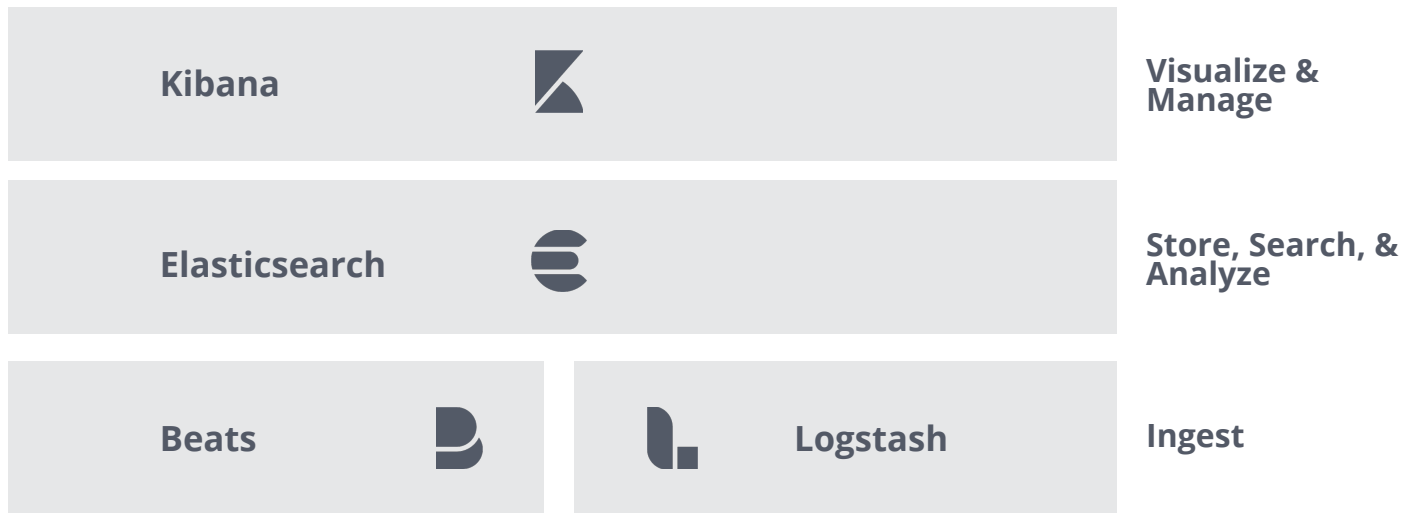 Kibana
Visualize &
Manage
Elasticsearch
Store, Search, &
Analyze
Beats
Logstash
Ingest